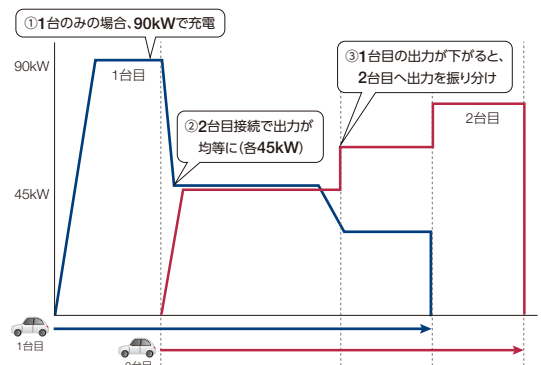 ①1台のみの場合、90kWで充電
90kW
1台目
③1台目の出力が下がると、
2台目へ出力を振り分け
2台目
②2台目接続で出力が
均等に(各45kW)
45kW
1台目
2台目